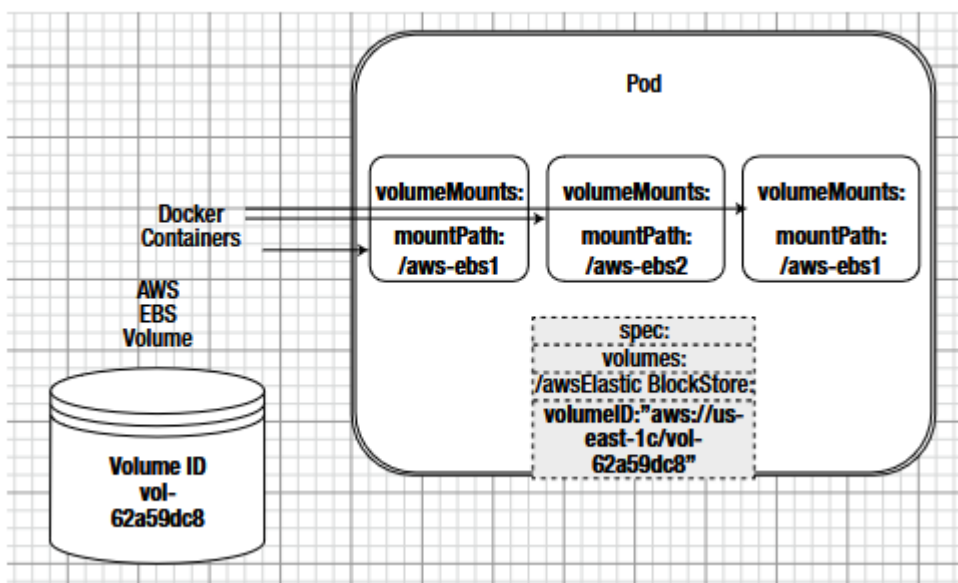 Pod
volumeMounts:
mountPath:
/aws-ebs1
volumeMounts:
mountPath:
/aws-ebs2
volumeMounts:
mountPath:
/aws-ebs1
Docker
Containers
AWS
EBS
Volume
Volume ID
vol-
62a59dc8
spec:
volumes:
/awsElastic BlockStore:
volumeID:”aws://us-
east-1c/vol-
62a59dc8”